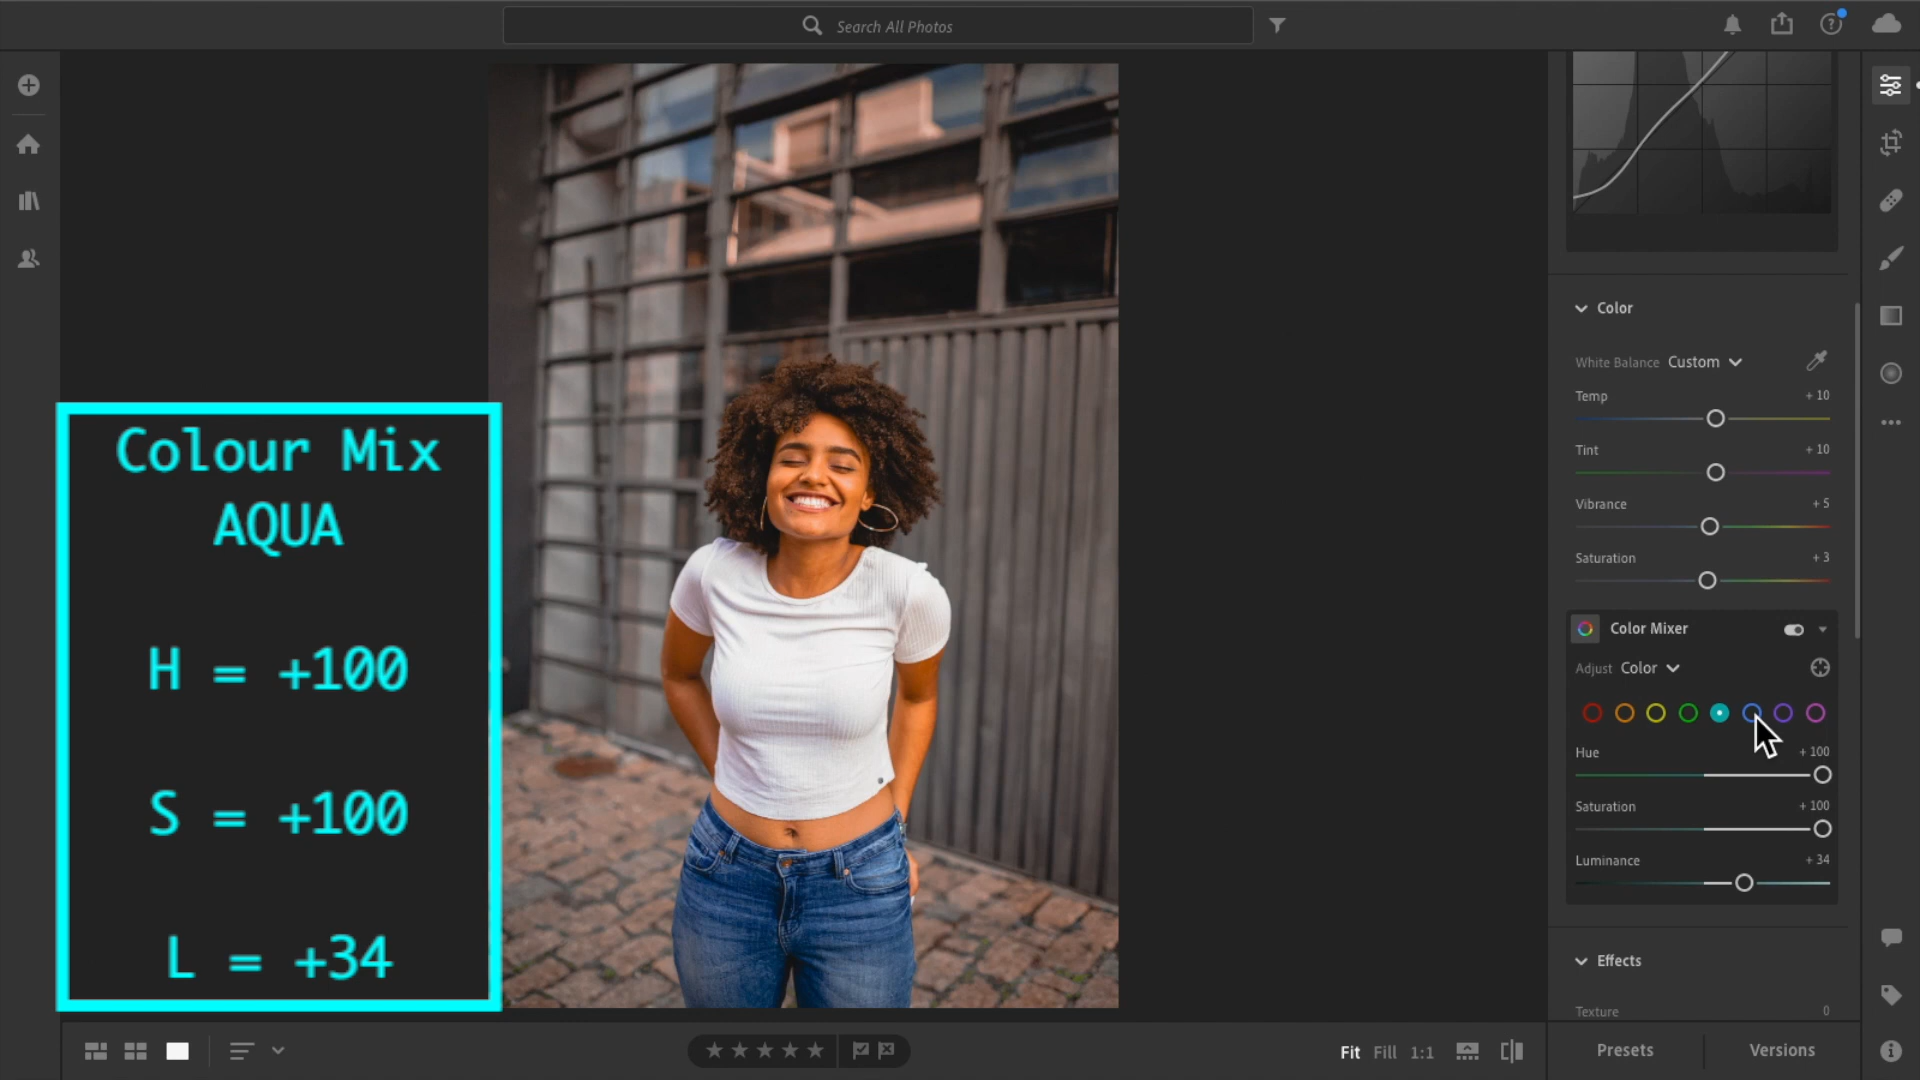 Search All Photos
Colour Mix
AQUA
H = +100
S = +100
L = +34
Color
White Balance Custom
Temp + 10
Tint + 10
Vibrance + 5
Saturation + 3
Color Mixer
Adjust Color
Hue + 100
Saturation + 100
Luminance + 34
Effects
Texture 0
Fit Fill 1:1
Presets Versions